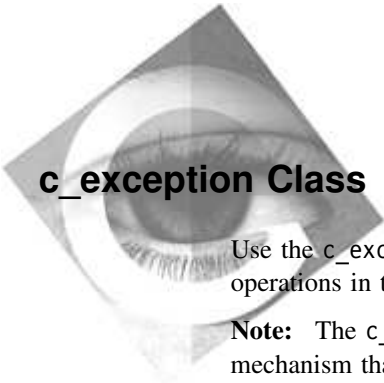 c_exception Class
Use the c_exc
operations in t
Note: The c_
mechanism tha